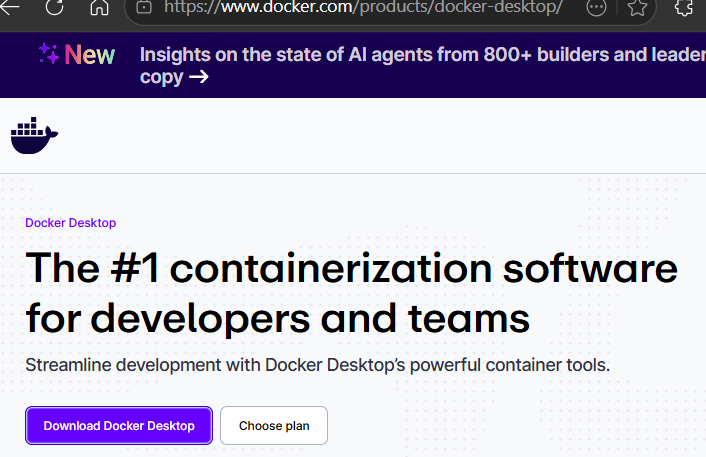 https://www.docker.com/products/docker-desktop/
New
Insights on the state of AI agents from 800+ builders and leader
copy →
Docker Desktop
The #1 containerization software
for developers and teams
Streamline development with Docker Desktop’s powerful container tools.
Download Docker Desktop
Choose plan